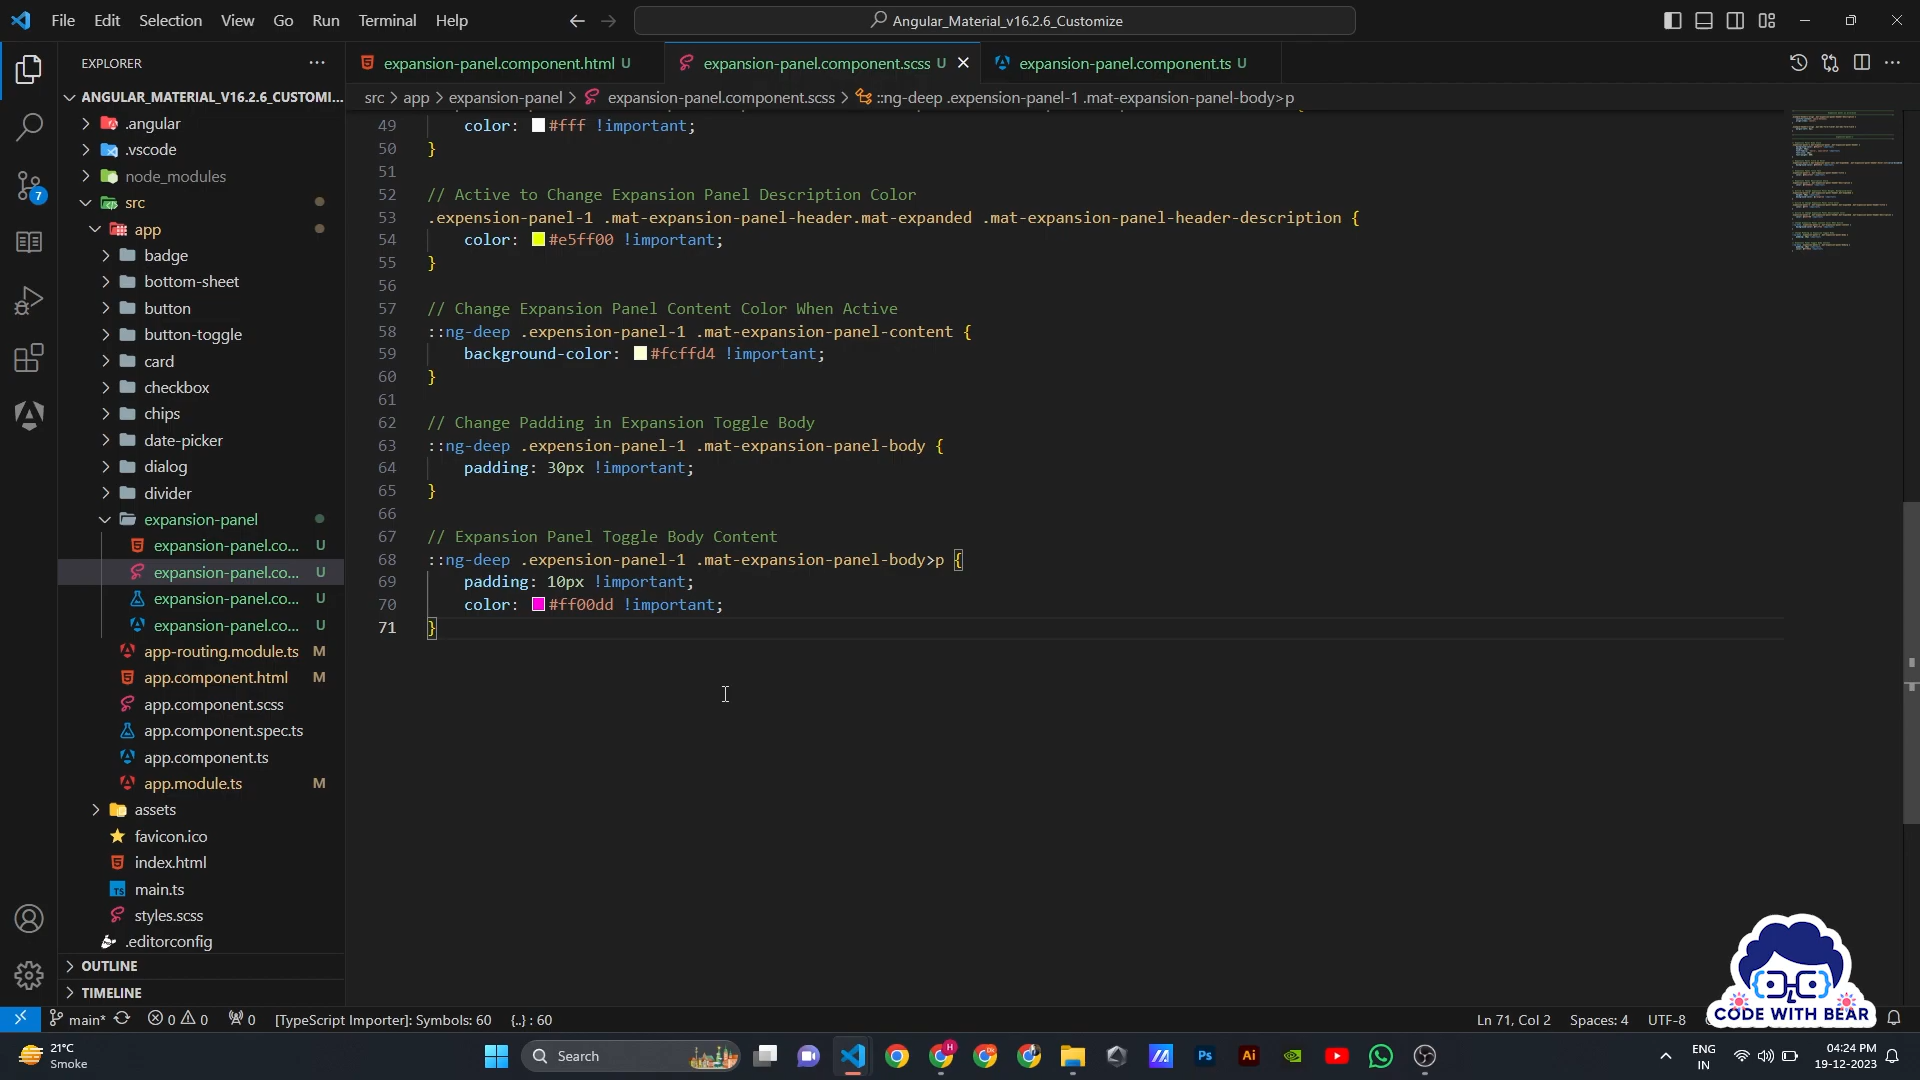 File Edit Selection View Go Run Terminal Help
Angular_Material_v16.2.6_Customize
EXPLORER
expansion-panel.component.html U
expansion-panel.component.scss U
expansion-panel.component.ts U
src > app > expansion-panel > expansion-panel.component.scss > ::ng-deep .expension-panel-1 .mat-expansion-panel-body>p
ANGULAR_MATERIAL_V16.2.6_CUSTOMI...
.angular
.vscode
node_modules
src
app
badge
bottom-sheet
button
button-toggle
card
checkbox
chips
date-picker
dialog
divider
expansion-panel
expansion-panel.co... U
expansion-panel.co... U
expansion-panel.co... U
expansion-panel.co... U
app-routing.module.ts M
app.component.html M
app.component.scss
app.component.spec.ts
app.component.ts
app.module.ts M
assets
favicon.ico
index.html
main.ts
styles.scss
.editorconfig
OUTLINE
TIMELINE
7
49 color: #fff !important;
50 }
51
52 // Active to Change Expansion Panel Description Color
53 .expension-panel-1 .mat-expansion-panel-header.mat-expanded .mat-expansion-panel-header-description {
54 color: #e5ff00 !important;
55 }
56
57 // Change Expansion Panel Content Color When Active
58 ::ng-deep .expension-panel-1 .mat-expansion-panel-content {
59 background-color: #fcffd4 !important;
60 }
61
62 // Change Padding in Expansion Toggle Body
63 ::ng-deep .expension-panel-1 .mat-expansion-panel-body {
64 padding: 30px !important;
65 }
66
67 // Expansion Panel Toggle Body Content
68 ::ng-deep .expension-panel-1 .mat-expansion-panel-body>p {
69 padding: 10px !important;
70 color: #ff00dd !important;
71 }
CODE WITH BEAR
main* 0 0 0 [TypeScript Importer]: Symbols: 60 {..} : 60 Ln 71, Col 2 Spaces: 4 UTF-8
21°C
Smoke
Search
H
Ps
Ai
ENG
IN
04:24 PM
19-12-2023